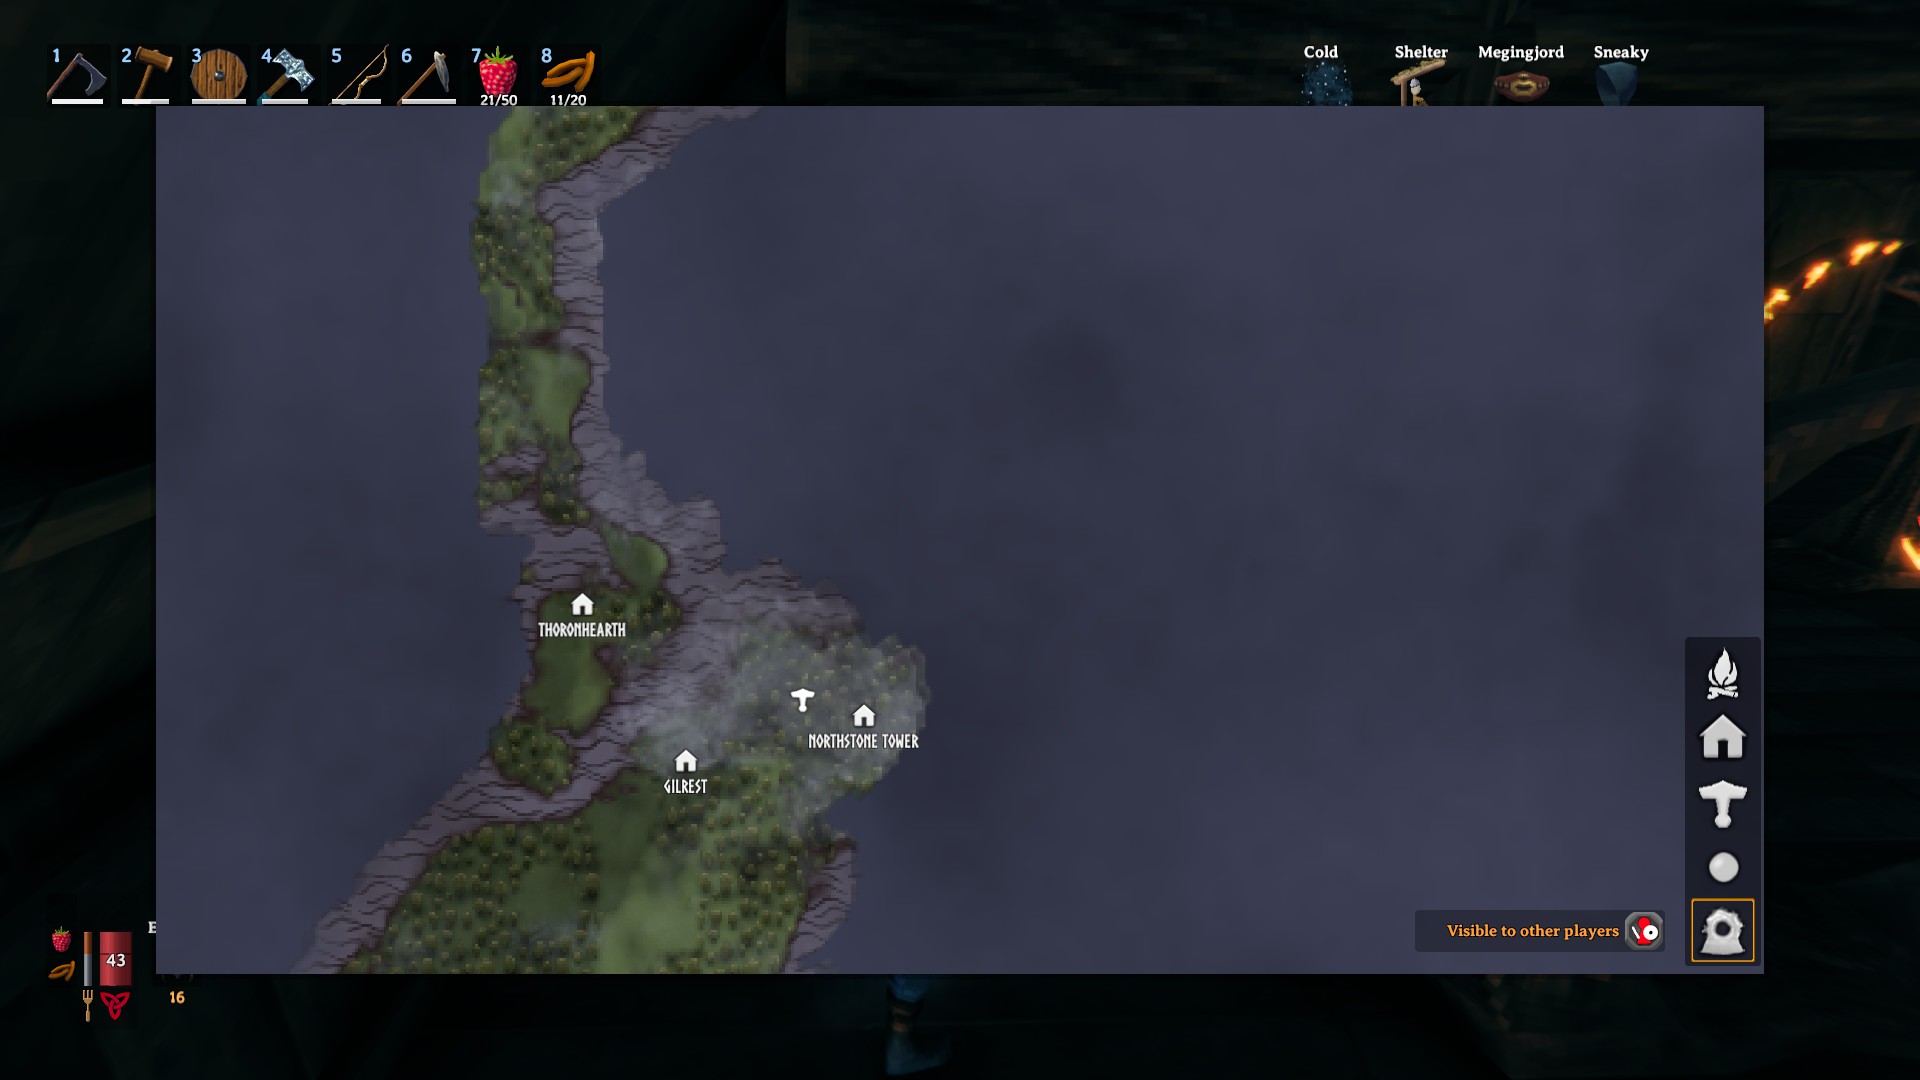 1 2 3 4 5 6 7 8
21/50 11/20
Cold Shelter Megingjord Sneaky
THORONHEARTH
NORTHSTONE TOWER
GILREST
Visible to other players
E
43
16